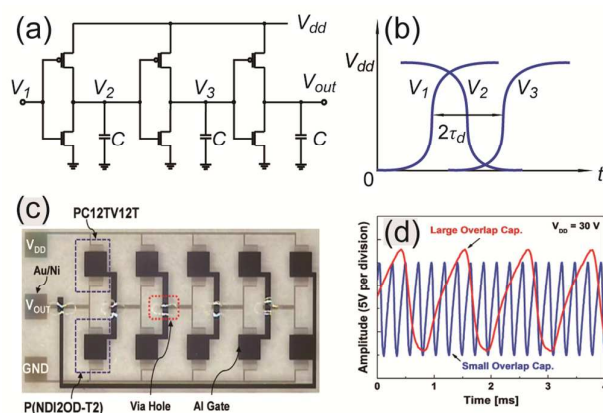 (a)
V_dd
V_1
V_2
V_3
V_out
C
C
C
(b)
V_dd
V_1
V_2
V_3
2τ_d
0
t
(c)
PC12TV12T
V_DD
Au/Ni
V_OUT
GND
P(NDI2OD-T2)
Via Hole
Al Gate
(d)
Large Overlap Cap.
V_DD = 30 V
Amplitude (5V per division)
Small Overlap Cap.
0
1
2
3
4
Time [ms]